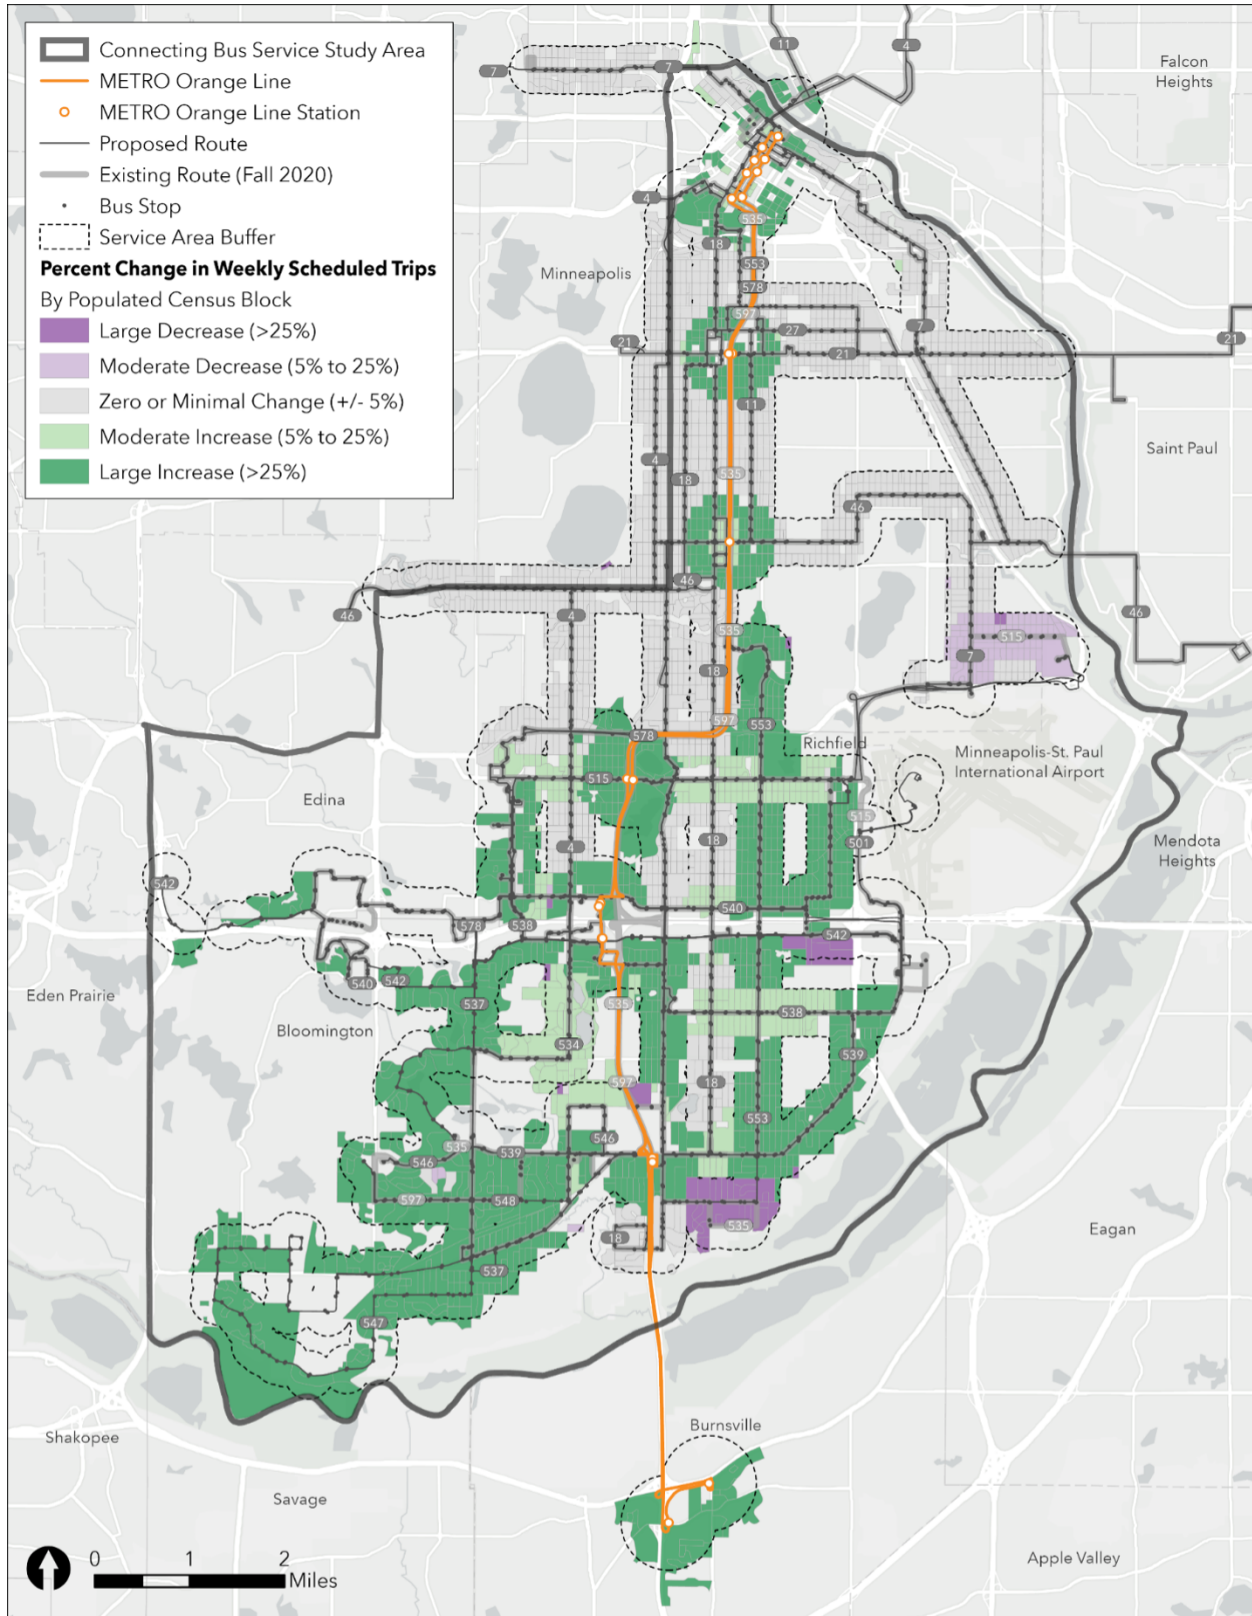 Connecting Bus Service Study Area
METRO Orange Line
METRO Orange Line Station
Proposed Route
Existing Route (Fall 2020)
Bus Stop
Service Area Buffer
Percent Change in Weekly Scheduled Trips
By Populated Census Block
Large Decrease (>25%)
Moderate Decrease (5% to 25%)
Zero or Minimal Change (+/- 5%)
Moderate Increase (5% to 25%)
Large Increase (>25%)
11
4
Falcon
Heights
7
7
4
535
18
Minneapolis
553
578
597
7
27
21
21
21
11
Saint Paul
4
18
535
46
46
46
46
4
535
515
7
18
597
553
578
Richfield
Minneapolis-St. Paul
International Airport
515
Edina
515
501
4
18
Mendota
Heights
542
540
578
538
542
540
542
Eden Prairie
537
535
538
Bloomington
534
539
597
18
553
535
546
539
546
597
548
535
18
Eagan
537
547
Burnsville
Shakopee
Savage
Apple Valley
0
1
2
Miles